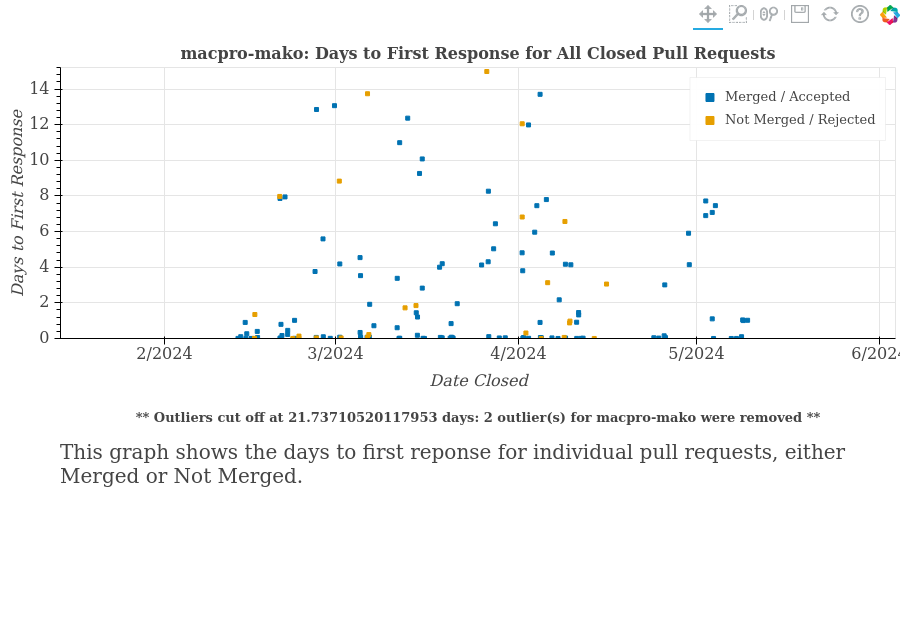 macpro-mako: Days to First Response for All Closed Pull Requests
14
12
10
8
6
4
2
0
Days to First Response
Merged / Accepted
Not Merged / Rejected
2/2024
3/2024
4/2024
5/2024
6/2024
Date Closed
** Outliers cut off at 21.73710520117953 days: 2 outlier(s) for macpro-mako were removed **
This graph shows the days to first reponse for individual pull requests, either
Merged or Not Merged.